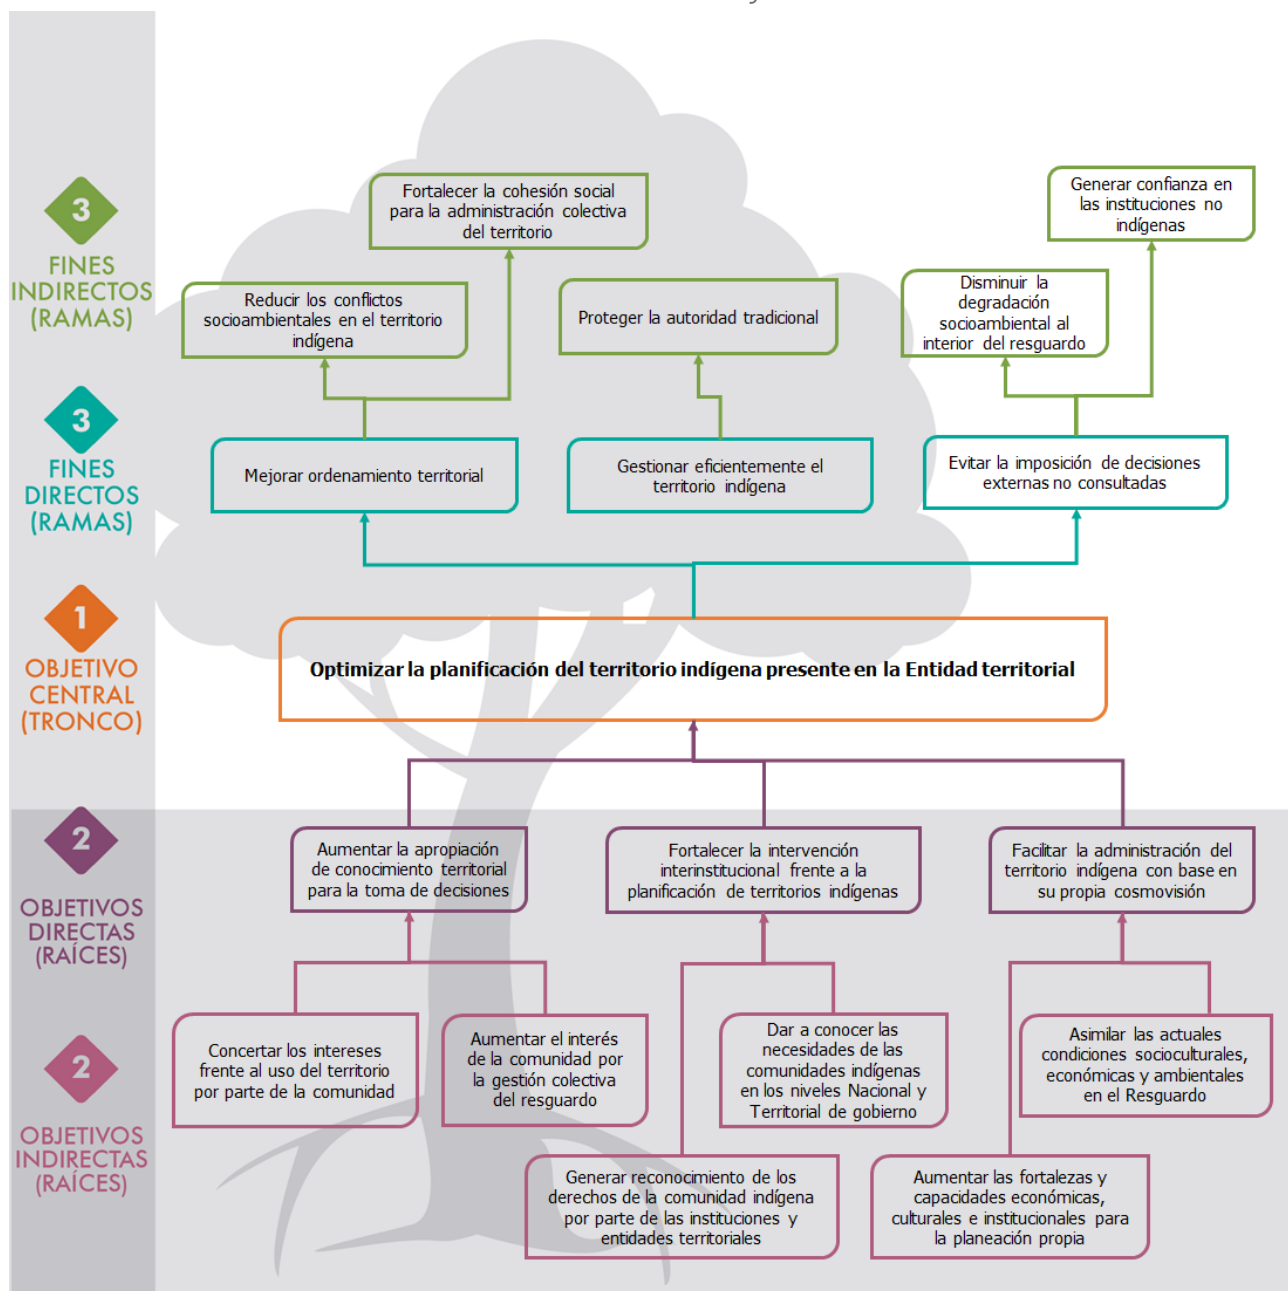 Fortalecer la cohesión social
para la administración colectiva
del territorio
Generar confianza en
las instituciones no
indígenas
3
FINES
INDIRECTOS
(RAMAS)
Reducir los conflictos
socioambientales en el territorio
indígena
Proteger la autoridad tradicional
Disminuir la
degradación
socioambiental al
interior del resguardo
3
FINES
DIRECTOS
(RAMAS)
Mejorar ordenamiento territorial
Gestionar eficientemente el
territorio indígena
Evitar la imposición de decisiones
externas no consultadas
1
OBJETIVO
CENTRAL
(TRONCO)
Optimizar la planificación del territorio indígena presente en la Entidad territorial
2
OBJETIVOS
DIRECTAS
(RAÍCES)
Aumentar la apropiación
de conocimiento territorial
para la toma de decisiones
Fortalecer la intervención
interinstitucional frente a la
planificación de territorios indígenas
Facilitar la administración del
territorio indígena con base en
su propia cosmovisión
2
OBJETIVOS
INDIRECTAS
(RAÍCES)
Concertar los intereses
frente al uso del territorio
por parte de la comunidad
Aumentar el interés
de la comunidad por
la gestión colectiva
del resguardo
Dar a conocer las
necesidades de las
comunidades indígenas
en los niveles Nacional y
Territorial de gobierno
Asimilar las actuales
condiciones socioculturales,
económicas y ambientales
en el Resguardo
Generar reconocimiento de los
derechos de la comunidad indígena
por parte de las instituciones y
entidades territoriales
Aumentar las fortalezas y
capacidades económicas,
culturales e institucionales para
la planeación propia